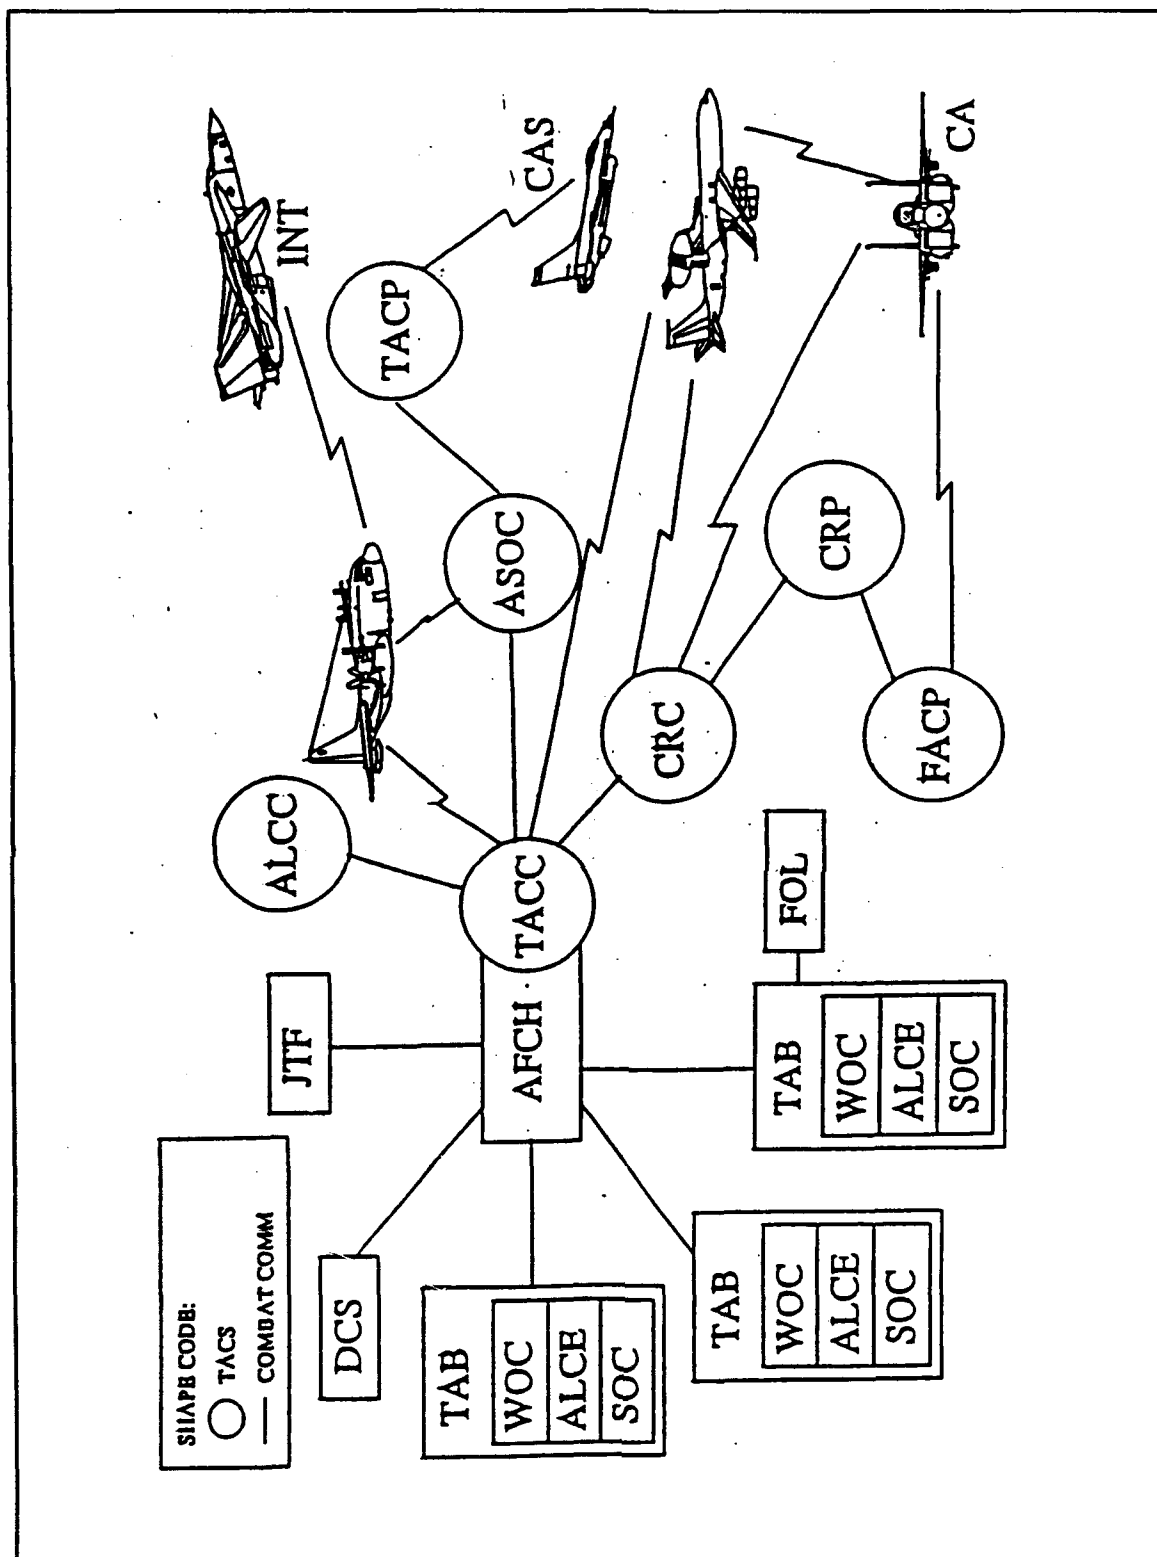 SHAPE CODE:
TACS
COMBAT COMM
DCS
JTF
ALCC
INT
TACP
CAS
TAB
WOC
ALCE
SOC
AFCH
TACC
ASOC
TAB
WOC
ALCE
SOC
CRC
TAB
WOC
ALCE
SOC
FOL
FACP
CRP
CA